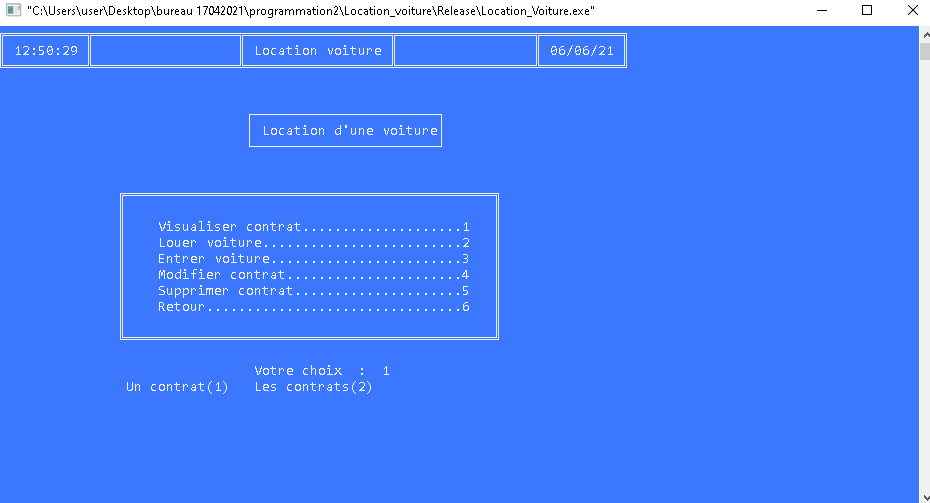 "C:\Users\user\Desktop\bureau 17042021\programmation2\Location_voiture\Release\Location_Voiture.exe"
12:50:29 Location voiture 06/06/21
Location d'une voiture
Visualiser contrat....................1
Louer voiture.........................2
Entrer voiture........................3
Modifier contrat......................4
Supprimer contrat.....................5
Retour................................6
Votre choix : 1
Un contrat(1) Les contrats(2)